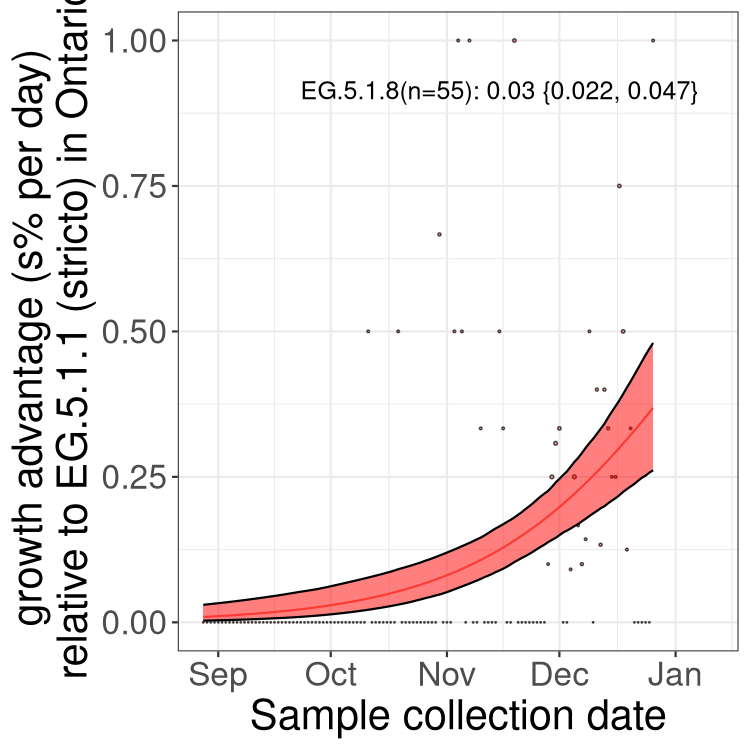 growth advantage (s% per day)
relative to EG.5.1.1 (stricto) in Ontario
1.00
0.75
0.50
0.25
0.00
EG.5.1.8(n=55): 0.03 {0.022, 0.047}
Sep Oct Nov Dec Jan
Sample collection date